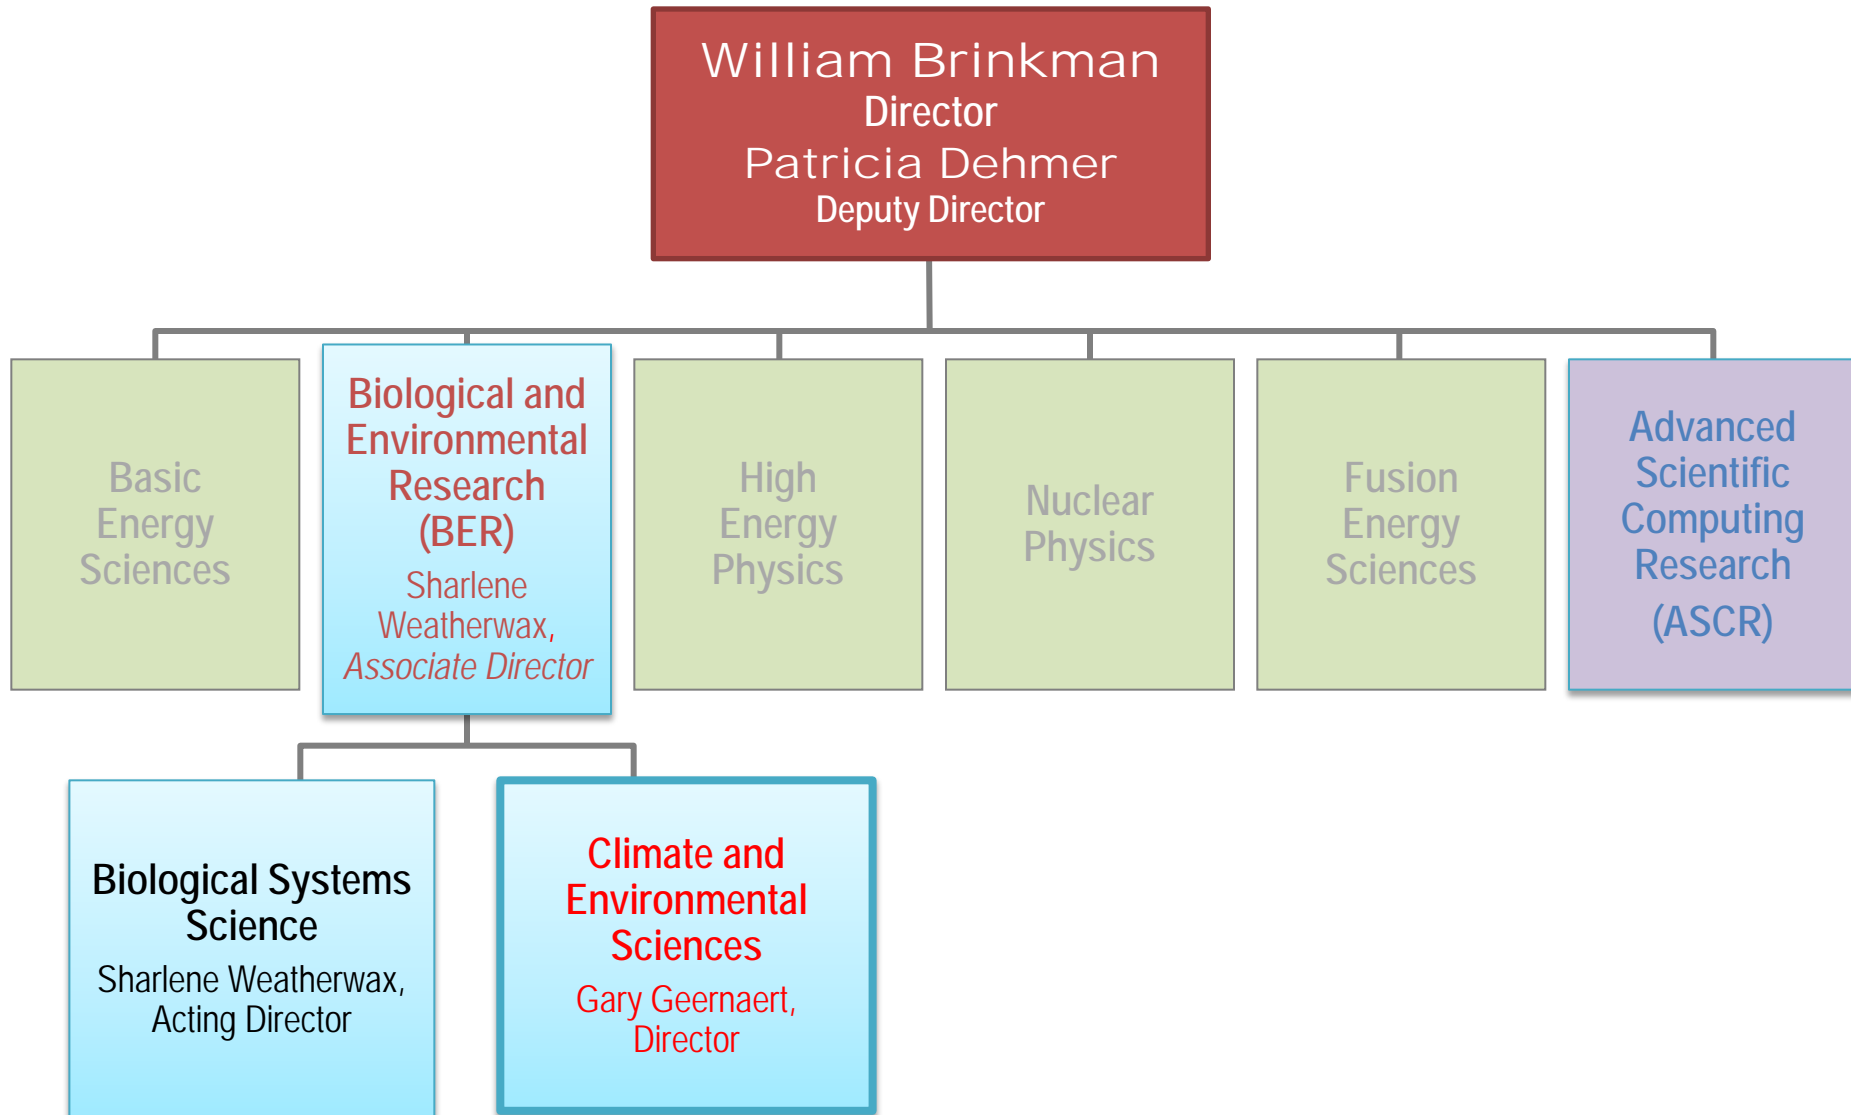 William Brinkman
Director
Patricia Dehmer
Deputy Director
Basic
Energy
Sciences
Biological and
Environmental
Research
(BER)
Sharlene
Weatherwax,
Associate Director
High
Energy
Physics
Nuclear
Physics
Fusion
Energy
Sciences
Advanced
Scientific
Computing
Research
(ASCR)
Biological Systems
Science
Sharlene Weatherwax,
Acting Director
Climate and
Environmental
Sciences
Gary Geernaert,
Director